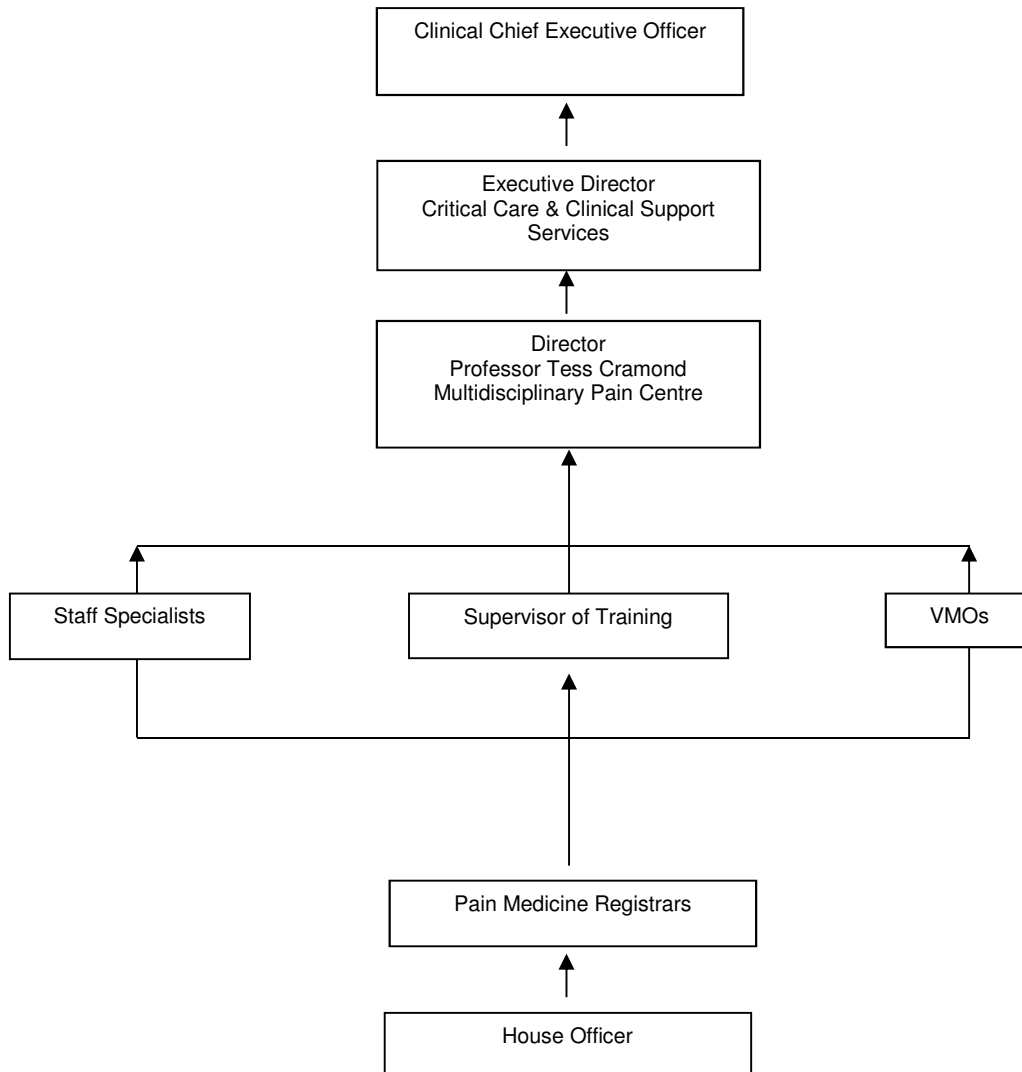 Clinical Chief Executive Officer
Executive Director
Critical Care & Clinical Support
Services
Director
Professor Tess Cramond
Multidisciplinary Pain Centre
Staff Specialists
Supervisor of Training
VMOs
Pain Medicine Registrars
House Officer